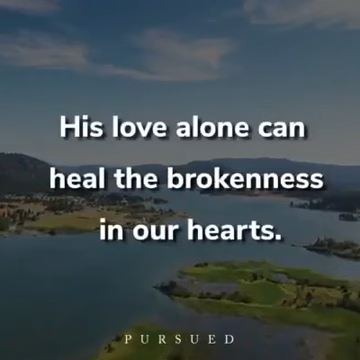 His love alone can
heal the brokenness
in our hearts.
PURSUED